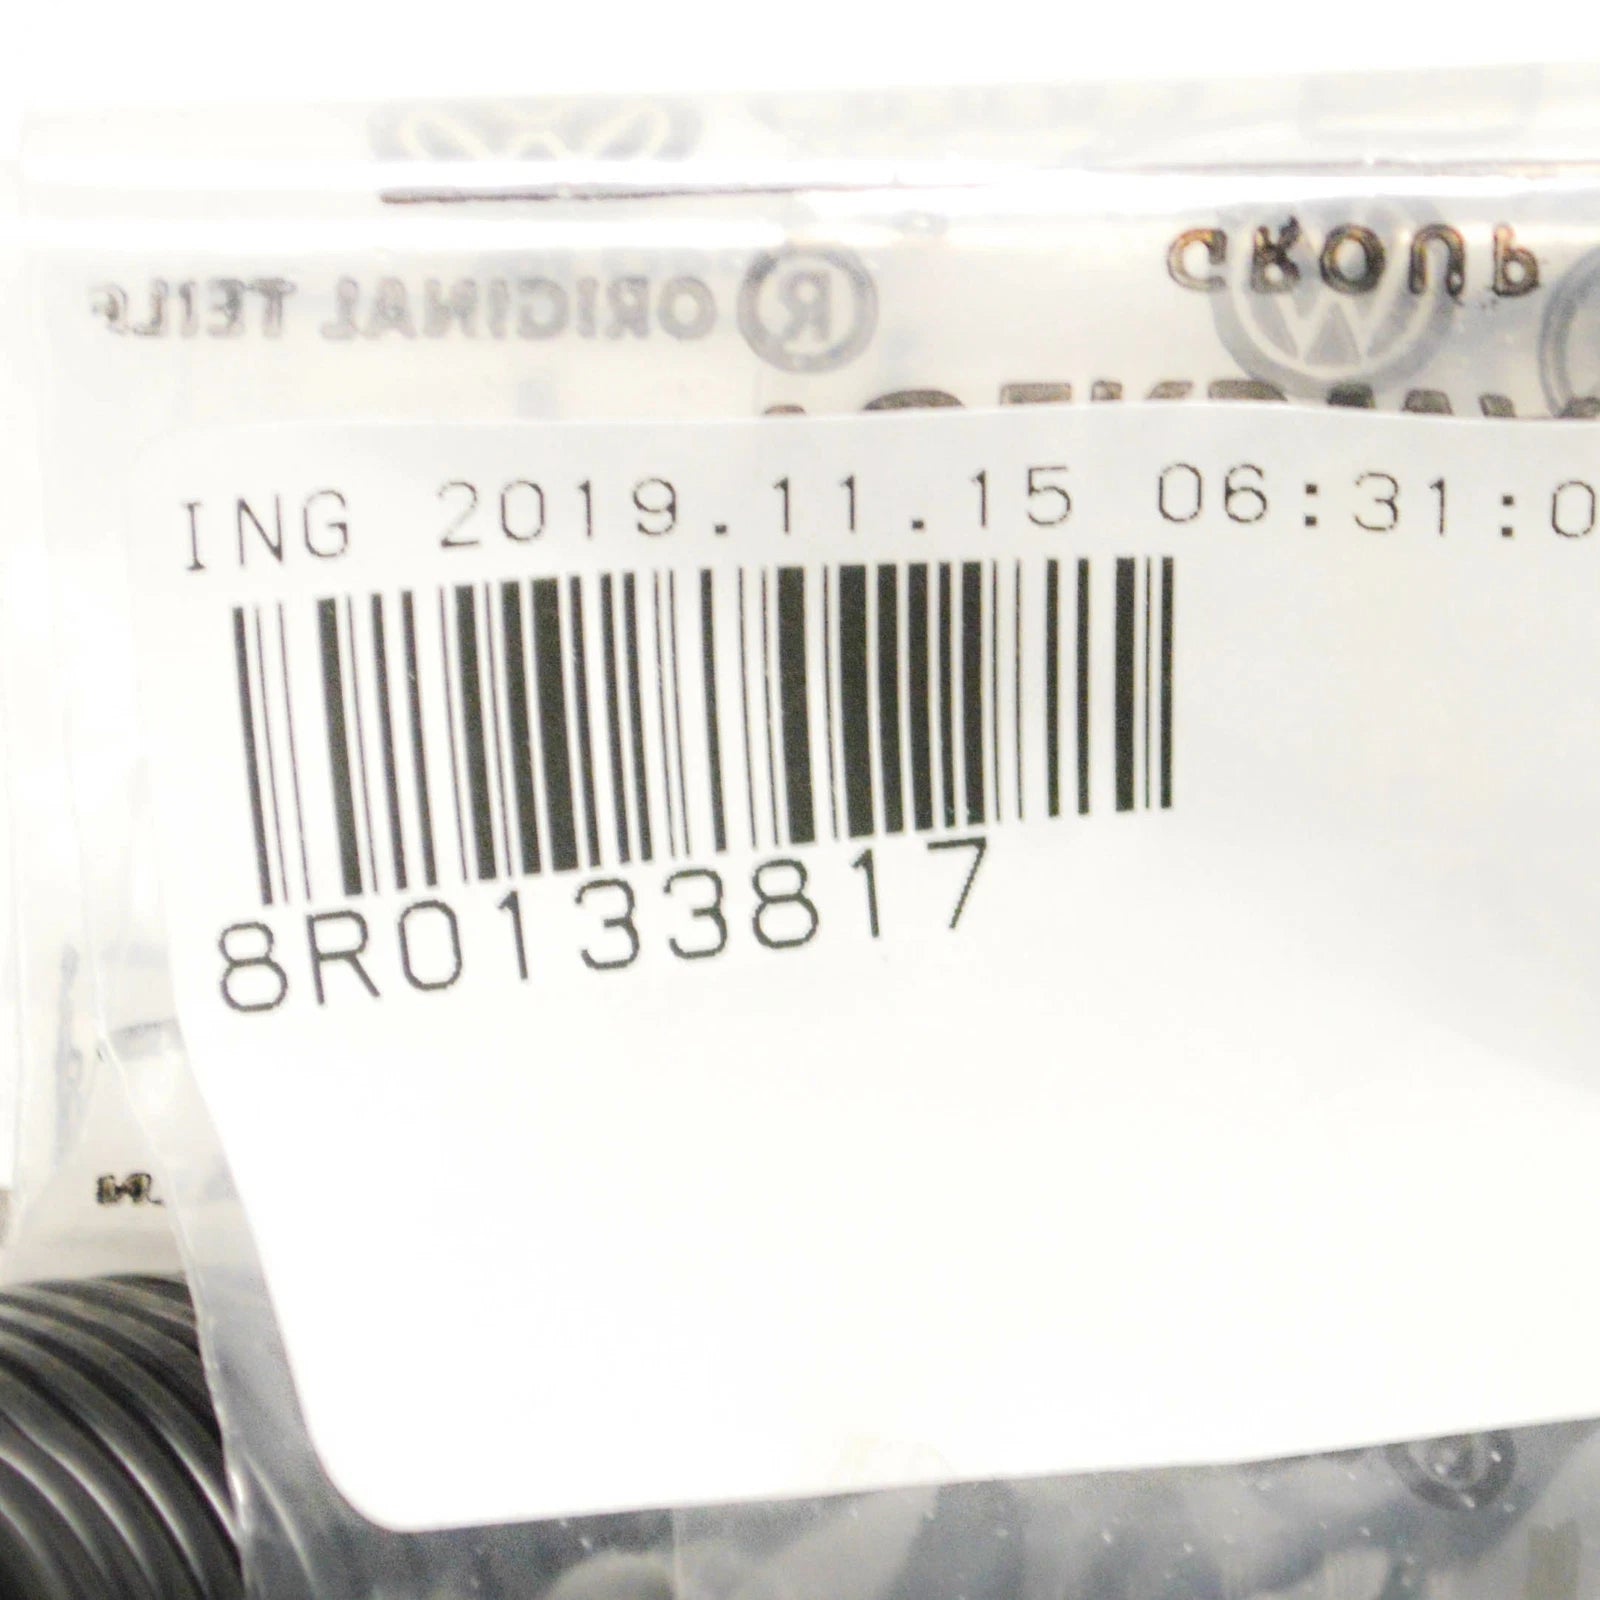 GROUP
ORIGINAL TEILE
ING 2019.11.15 06:31:0
8R0133817